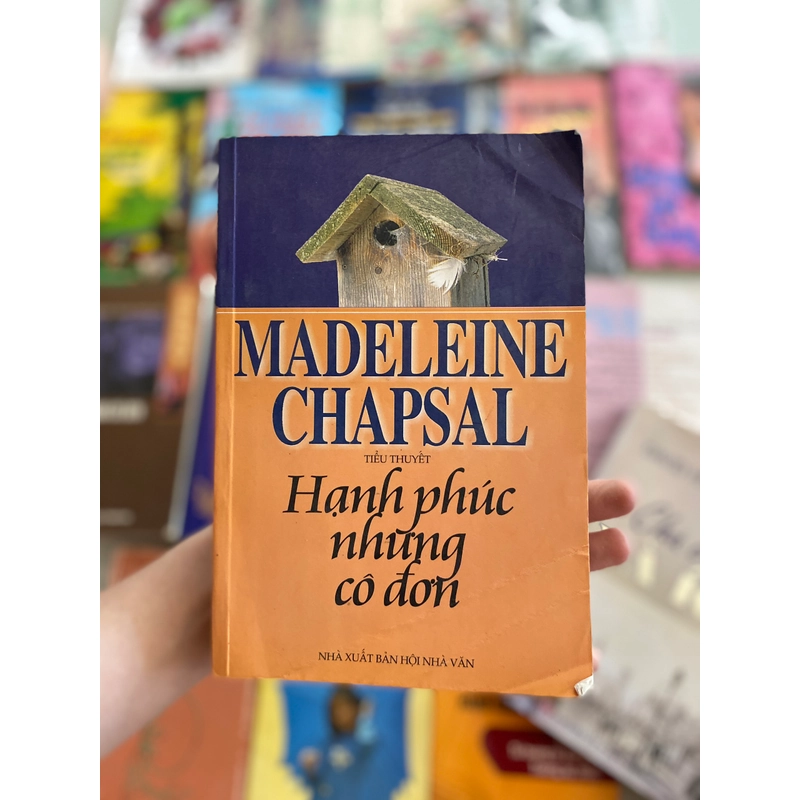 MADELEINE
CHAPSAL
TIỂU THUYẾT
Hạnh phúc
nhưng
cô đơn
NHÀ XUẤT BẢN HỘI NHÀ VĂN